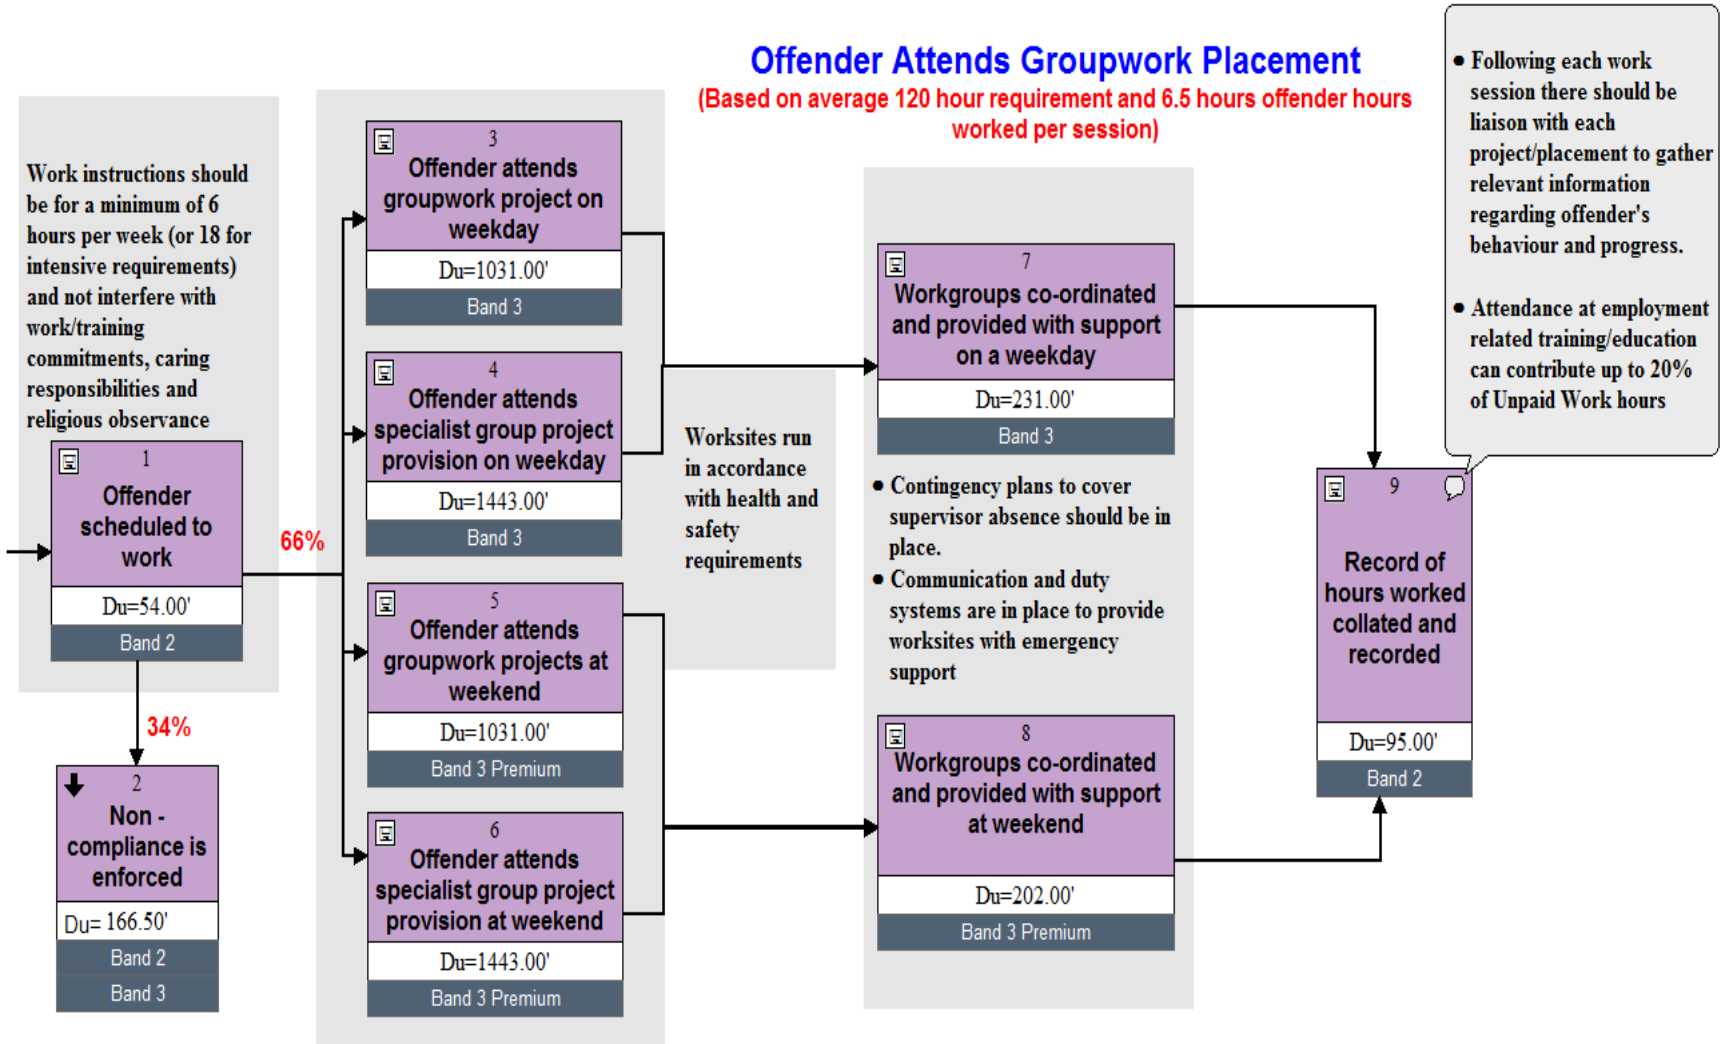 Offender Attends Groupwork Placement
(Based on average 120 hour requirement and 6.5 hours offender hours
worked per session)
Work instructions should
be for a minimum of 6
hours per week (or 18 for
intensive requirements)
and not interfere with
work/training
commitments, caring
responsibilities and
religious observance
1
Offender
scheduled to
work
Du=54.00'
Band 2
66%
34%
2
Non -
compliance is
enforced
Du= 166.50'
Band 2
Band 3
3
Offender attends
groupwork project on
weekday
Du=1031.00'
Band 3
4
Offender attends
specialist group project
provision on weekday
Du=1443.00'
Band 3
5
Offender attends
groupwork projects at
weekend
Du=1031.00'
Band 3 Premium
6
Offender attends
specialist group project
provision at weekend
Du=1443.00'
Band 3 Premium
Worksites run
in accordance
with health and
safety
requirements
7
Workgroups co-ordinated
and provided with support
on a weekday
Du=231.00'
Band 3
● Contingency plans to cover
supervisor absence should be in
place.
● Communication and duty
systems are in place to provide
worksites with emergency
support
8
Workgroups co-ordinated
and provided with support
at weekend
Du=202.00'
Band 3 Premium
● Following each work
session there should be
liaison with each
project/placement to gather
relevant information
regarding offender's
behaviour and progress.
● Attendance at employment
related training/education
can contribute up to 20%
of Unpaid Work hours
9
Record of
hours worked
collated and
recorded
Du=95.00'
Band 2